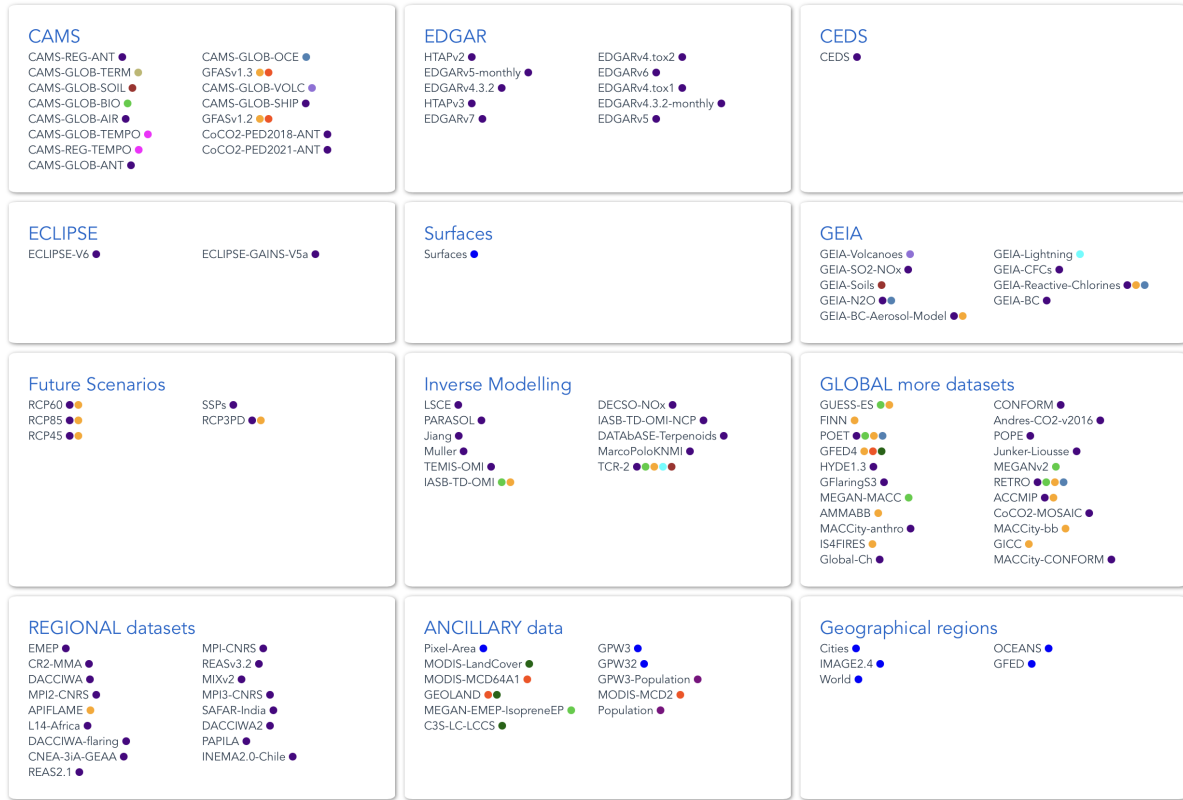 CAMS
CAMS-REG-ANT
CAMS-GLOB-TERM
CAMS-GLOB-SOIL
CAMS-GLOB-BIO
CAMS-GLOB-AIR
CAMS-GLOB-TEMPO
CAMS-REG-TEMPO
CAMS-GLOB-ANT
CAMS-GLOB-OCE
GFASv1.3
CAMS-GLOB-VOLC
CAMS-GLOB-SHIP
GFASv1.2
CoCO2-PED2018-ANT
CoCO2-PED2021-ANT
EDGAR
HTAPv2
EDGARv5-monthly
EDGARv4.3.2
HTAPv3
EDGARv7
EDGARv4.tox2
EDGARv6
EDGARv4.tox1
EDGARv4.3.2-monthly
EDGARv5
CEDS
CEDS
ECLIPSE
ECLIPSE-V6
ECLIPSE-GAINS-V5a
Surfaces
Surfaces
GEIA
GEIA-Volcanoes
GEIA-SO2-NOx
GEIA-Soils
GEIA-N2O
GEIA-BC-Aerosol-Model
GEIA-Lightning
GEIA-CFCs
GEIA-Reactive-Chlorines
GEIA-BC
Future Scenarios
RCP60
RCP85
RCP45
SSPs
RCP3PD
Inverse Modelling
LSCE
PARASOL
Jiang
Muller
TEMIS-OMI
IASB-TD-OMI
DECSO-NOx
IASB-TD-OMI-NCP
DATAbASE-Terpenoids
MarcoPoloKNMI
TCR-2
GLOBAL more datasets
GUESS-ES
FINN
POET
GFED4
HYDE1.3
GFlaringS3
MEGAN-MACC
AMMABB
MACCity-anthro
IS4FIRES
Global-Ch
CONFORM
Andres-CO2-v2016
POPE
Junker-Liousse
MEGANv2
RETRO
ACCMIP
CoCO2-MOSAIC
MACCity-bb
GICC
MACCity-CONFORM
REGIONAL datasets
EMEP
CR2-MMA
DACCIWA
MPI2-CNRS
APIFLAME
L14-Africa
DACCIWA-flaring
CNEA-3iA-GEAA
REAS2.1
MPI-CNRS
REASv3.2
MIXv2
MPI3-CNRS
SAFAR-India
DACCIWA2
PAPILA
INEMA2.0-Chile
ANCILLARY data
Pixel-Area
MODIS-LandCover
MODIS-MCD64A1
GEOLAND
MEGAN-EMEP-IsopreneEP
C3S-LC-LCCS
GPW3
GPW32
GPW3-Population
MODIS-MCD2
Population
Geographical regions
Cities
IMAGE2.4
World
OCEANS
GFED